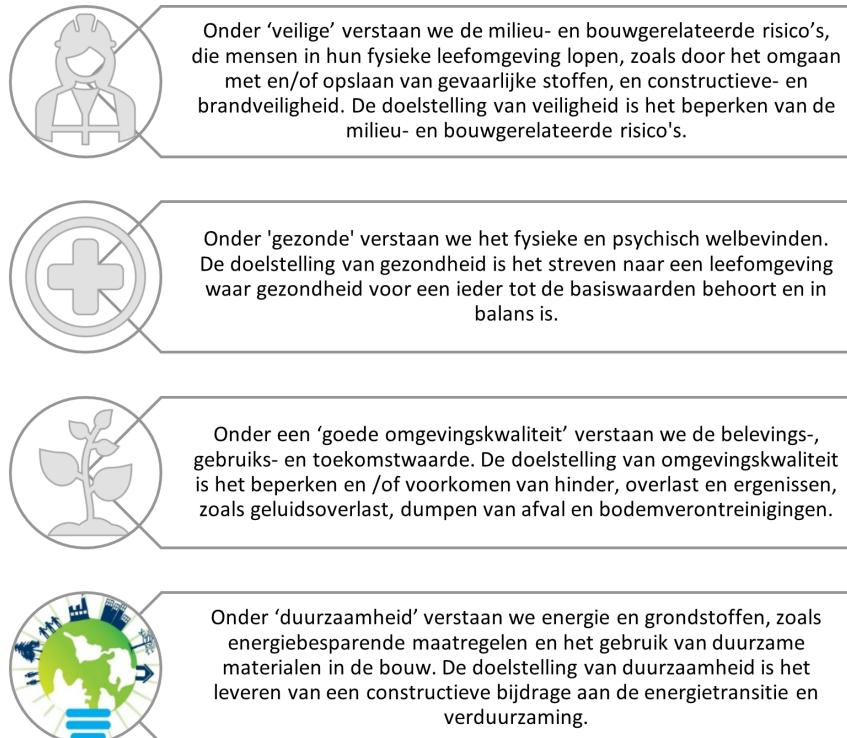 Onder ‘veilige’ verstaan we de milieu- en bouwgerelateerde risico’s,
die mensen in hun fysieke leefomgeving lopen, zoals door het omgaan
met en/of opslaan van gevaarlijke stoffen, en constructieve- en
brandveiligheid. De doelstelling van veiligheid is het beperken van de
milieu- en bouwgerelateerde risico's.
Onder 'gezonde' verstaan we het fysieke en psychisch welbevinden.
De doelstelling van gezondheid is het streven naar een leefomgeving
waar gezondheid voor een ieder tot de basiswaarden behoort en in
balans is.
Onder een ‘goede omgevingskwaliteit’ verstaan we de belevings-,
gebruiks- en toekomstwaarde. De doelstelling van omgevingskwaliteit
is het beperken en /of voorkomen van hinder, overlast en ergenissen,
zoals geluidsoverlast, dumpen van afval en bodemverontreinigingen.
Onder ‘duurzaamheid’ verstaan we energie en grondstoffen, zoals
energiebesparende maatregelen en het gebruik van duurzame
materialen in de bouw. De doelstelling van duurzaamheid is het
leveren van een constructieve bijdrage aan de energietransitie en
verduurzaming.